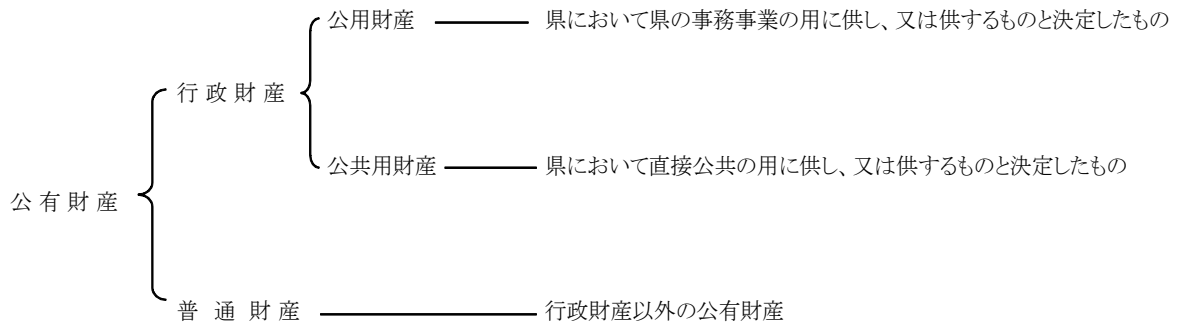 公用財産 県において県の事務事業の用に供し、又は供するものと決定したもの
行政財産
公共用財産 県において直接公共の用に供し、又は供するものと決定したもの
公有財産
普通財産 行政財産以外の公有財産